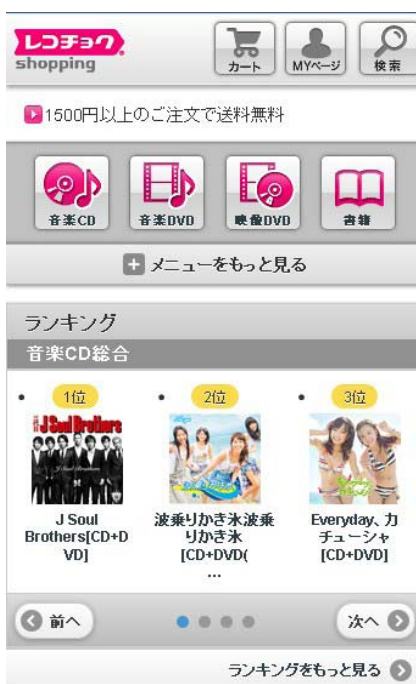 レコチョク
shopping
カート
MYページ
検索
1500円以上のご注文で送料無料
音楽CD
音楽DVD
映像DVD
書籍
メニューをもっと見る
ランキング
音楽CD総合
1位
2位
3位
J Soul Brothers
J Soul
Brothers[CD+D
VD]
波乗りかき氷波乗
りかき氷
[CD+DVD(
...
Everyday、カ
チューシャ
[CD+DVD]
前へ
次へ
ランキングをもっと見る